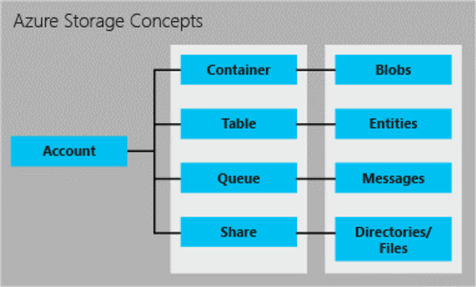 Azure Storage Concepts
Container
Blobs
Table
Entities
Account
Queue
Messages
Share
Directories/
Files